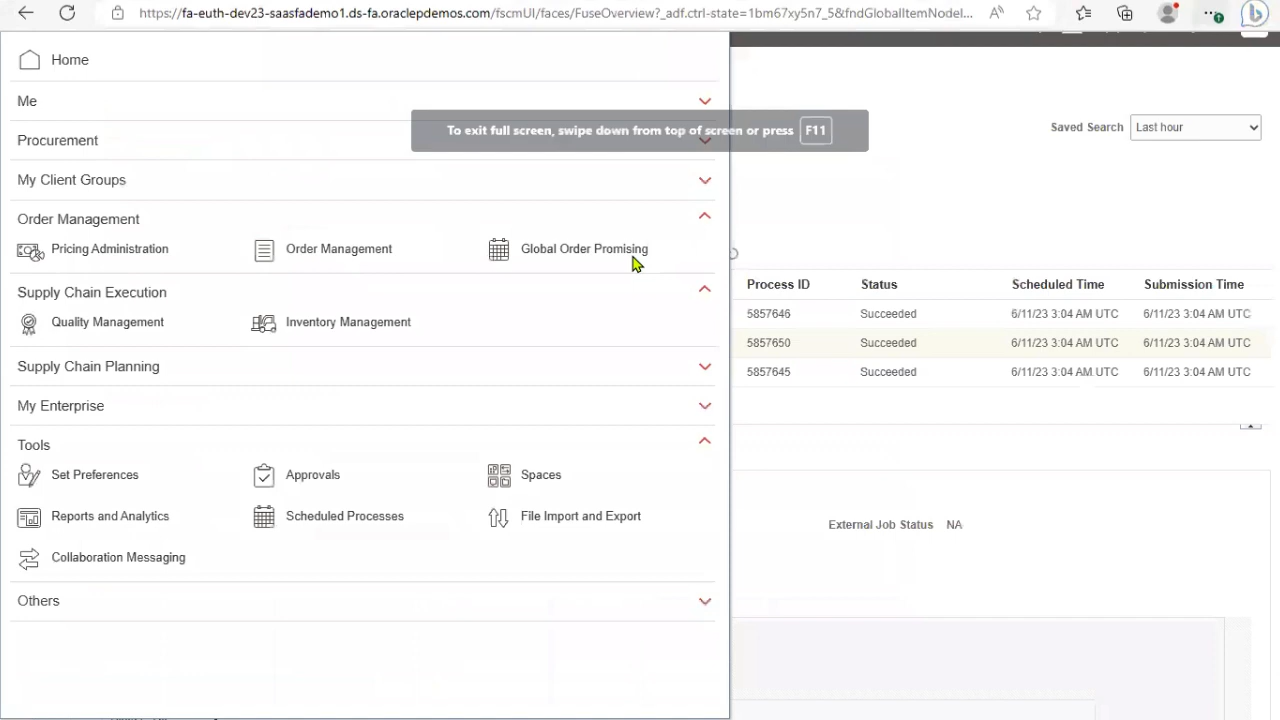 https://fa-euth-dev23-saasfademo1.ds-fa.oraclepdemos.com/fscmUI/faces/FuseOverview?_adf.ctrl-state=1bm67xy5n7_5&fndGlobalItemNodeI...
Home
Me
To exit full screen, swipe down from top of screen or press F11
Saved Search Last hour
Procurement
My Client Groups
Order Management
Pricing Administration Order Management Global Order Promising
Supply Chain Execution
Quality Management Inventory Management
Supply Chain Planning
My Enterprise
Tools
Set Preferences Approvals Spaces
Reports and Analytics Scheduled Processes File Import and Export
Collaboration Messaging
Others
Process ID Status Scheduled Time Submission Time
5857646 Succeeded 6/11/23 3:04 AM UTC 6/11/23 3:04 AM UTC
5857650 Succeeded 6/11/23 3:04 AM UTC 6/11/23 3:04 AM UTC
5857645 Succeeded 6/11/23 3:04 AM UTC 6/11/23 3:04 AM UTC
External Job Status NA